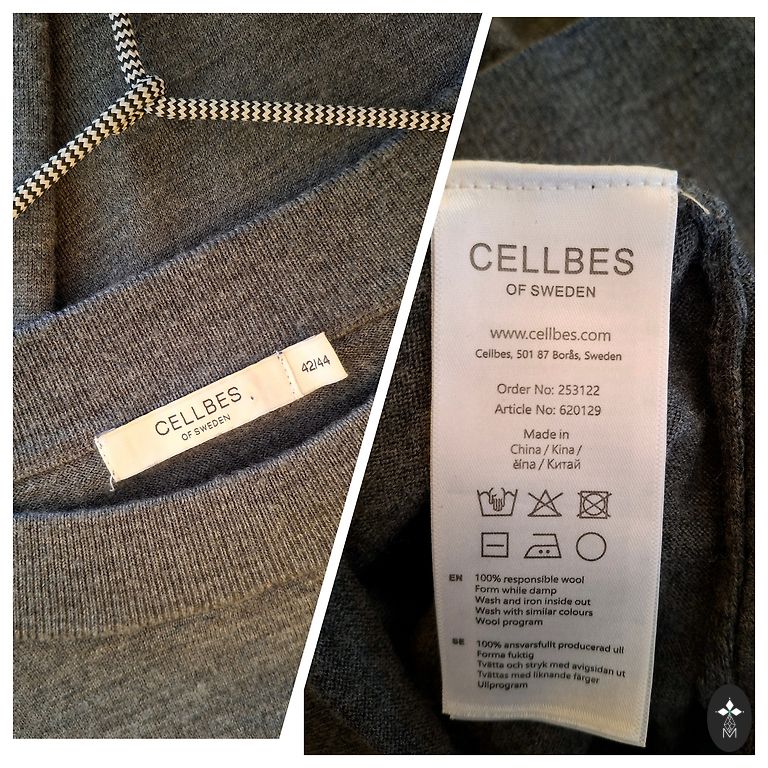 CELLBES
OF SWEDEN
42/44
CELLBES
OF SWEDEN
www.cellbes.com
Cellbes, 501 87 Borås, Sweden
Order No: 253122
Article No: 620129
Made in
China / Kina /
čína / Китай
EN 100% responsible wool
Form while damp
Wash and iron inside out
Wash with similar colours
Wool program
SE 100% ansvarsfullt producerad ull
Forma fuktig
Tvätta och stryk med avigsidan ut
Tvättas med liknande färger
Ullprogram
M